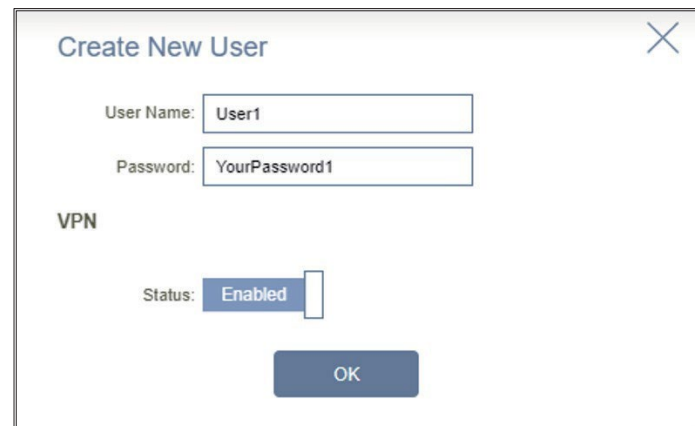 Create New User
User Name: User1
Password: YourPassword1
VPN
Status: Enabled
OK